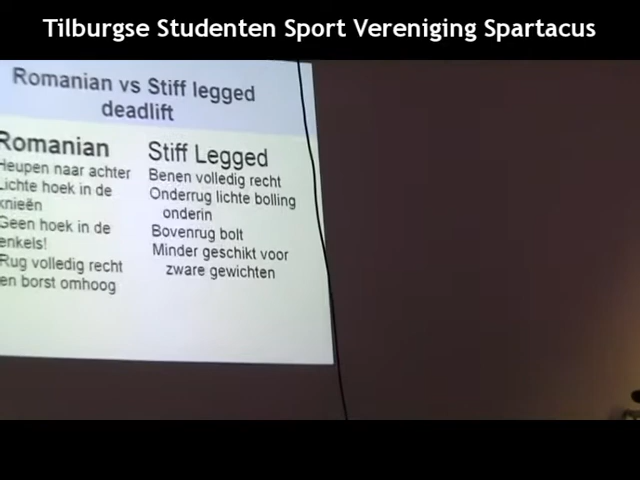 Tilburgse Studenten Sport Vereniging Spartacus
Romanian vs Stiff legged
deadlift
Romanian
Heupen naar achter
Lichte hoek in de
knieën
Geen hoek in de
enkels!
Rug volledig recht
en borst omhoog
Stiff Legged
Benen volledig recht
Onderrug lichte bolling
onderin
Bovenrug bolt
Minder geschikt voor
zware gewichten